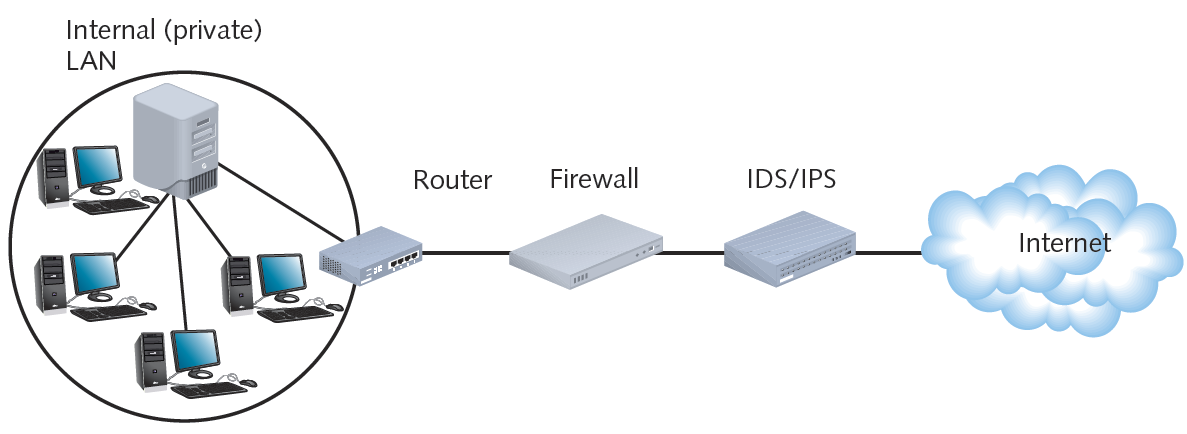 Internal (private)
LAN
Router
Firewall
IDS/IPS
Internet